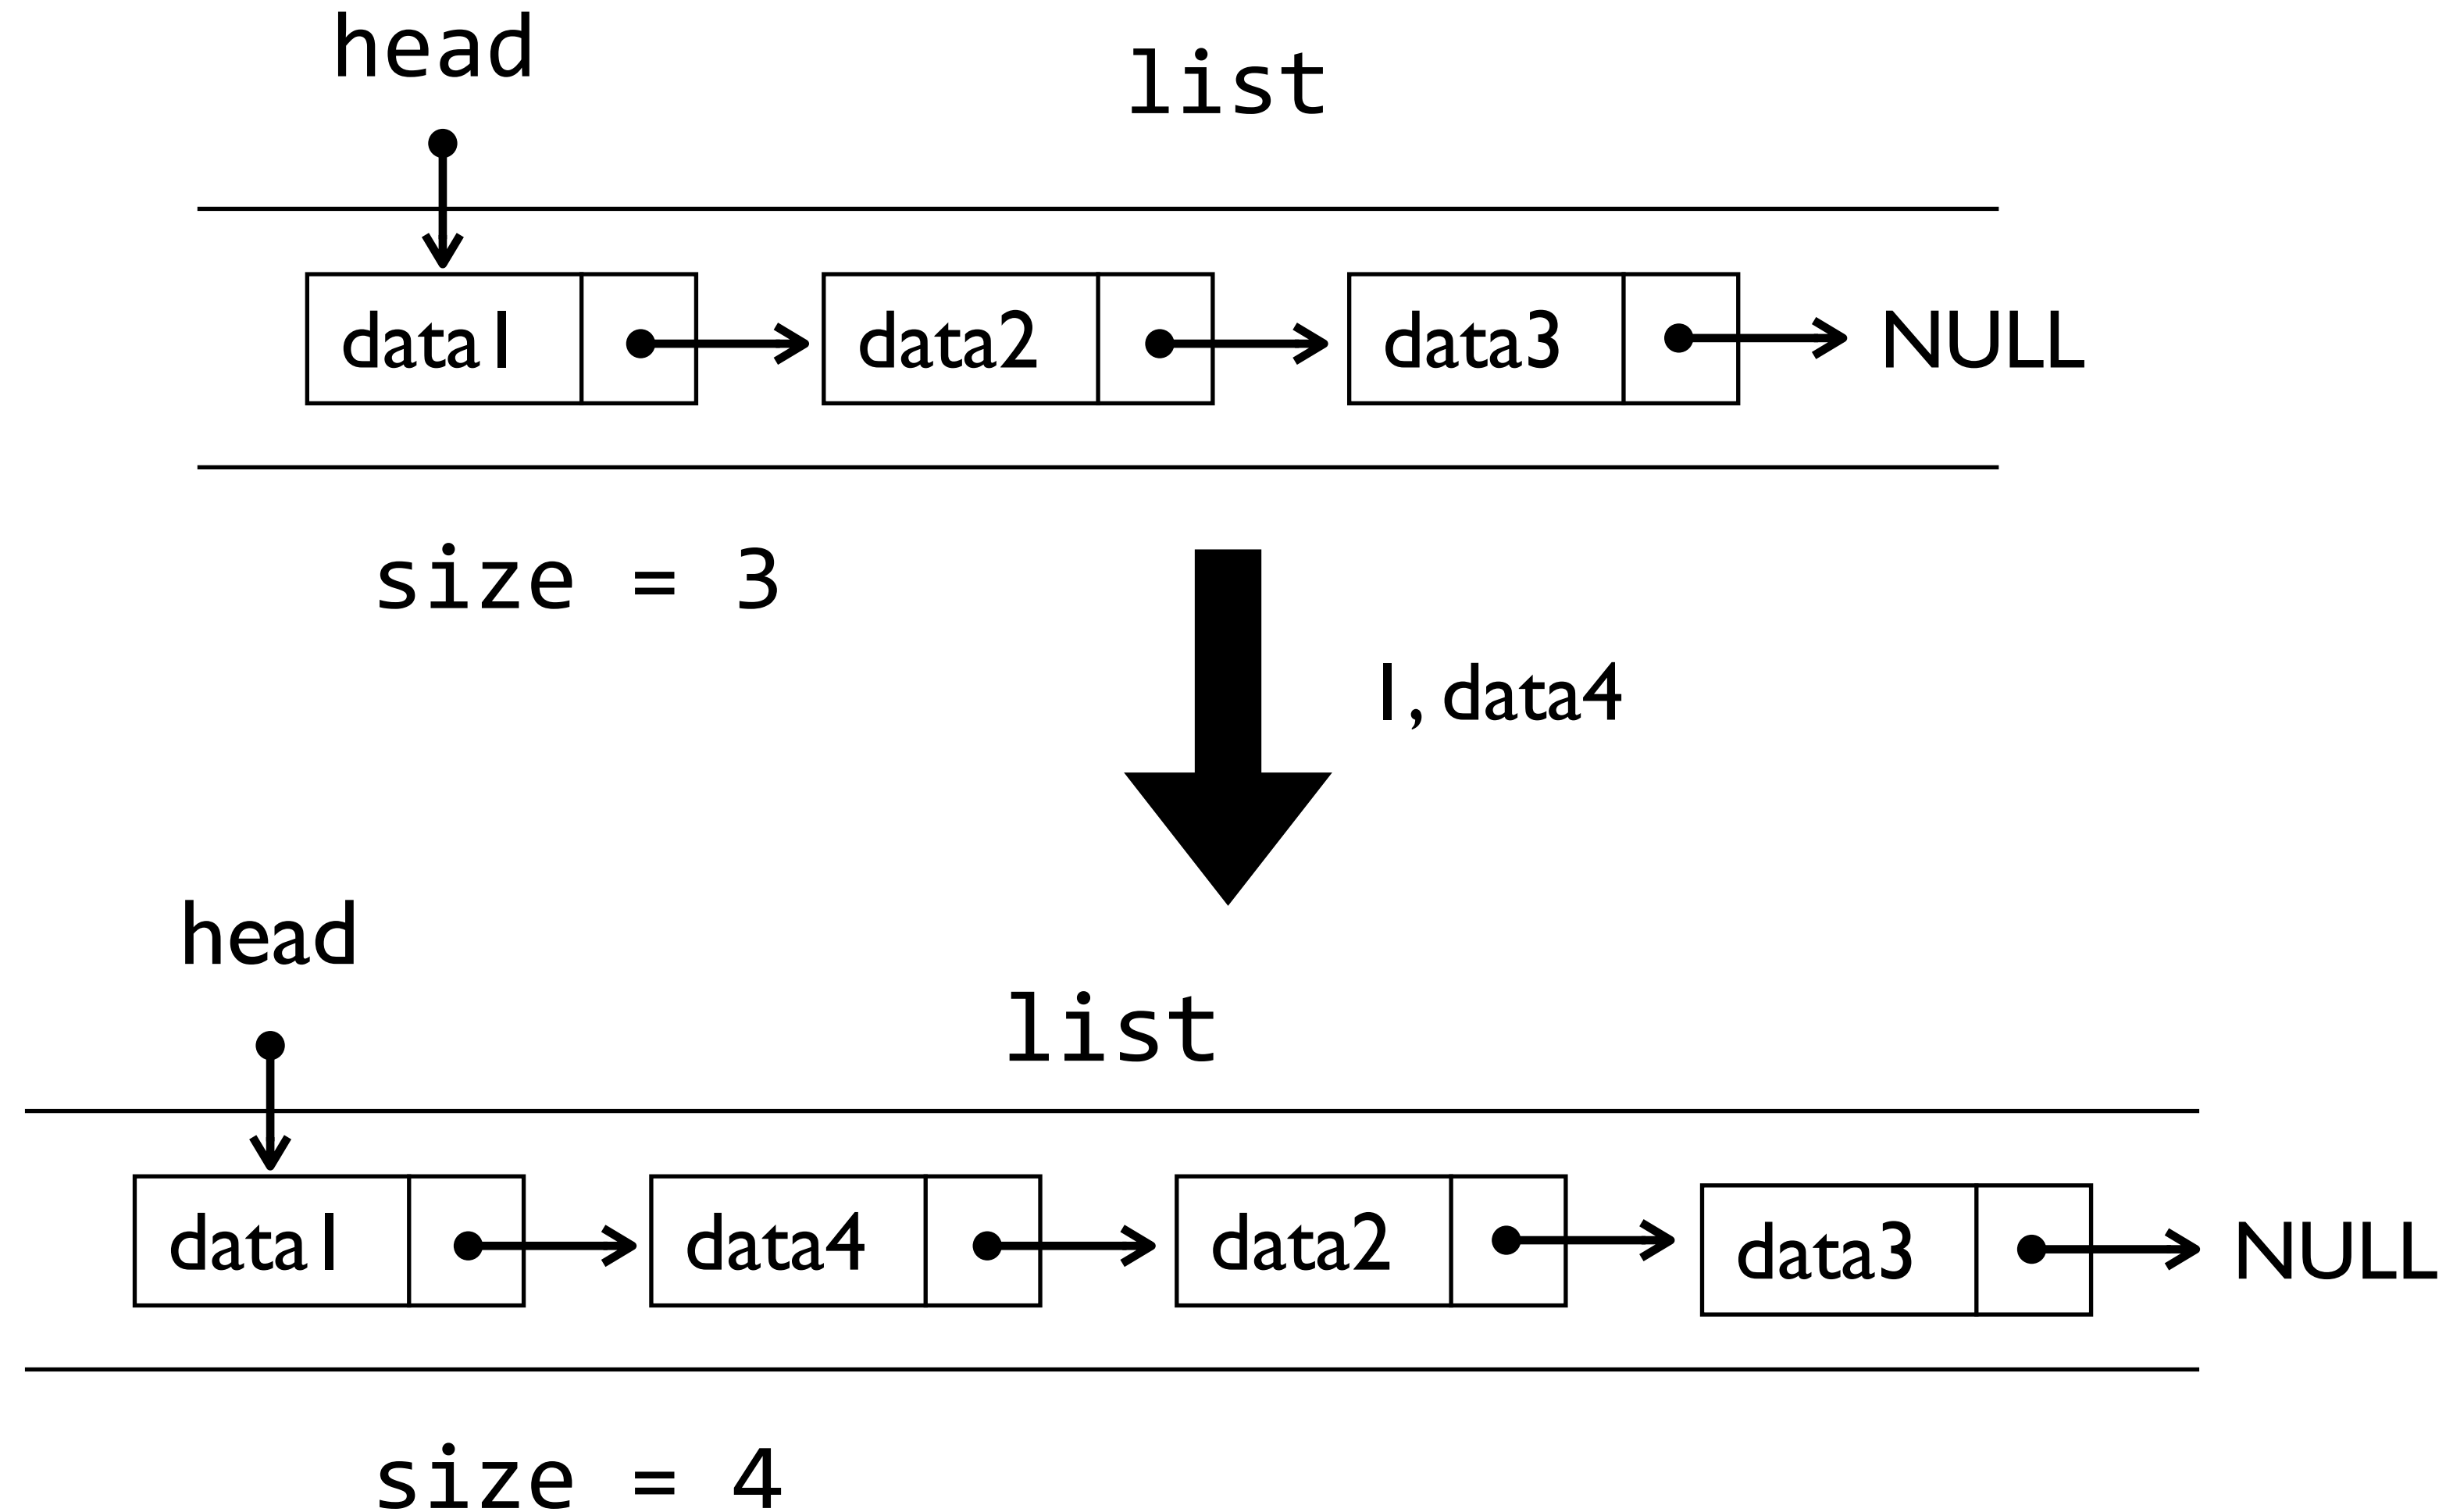 head
list
data1 data2 data3 NULL
size = 3
1, data4
head
list
data1 data4 data2 data3 NULL
size = 4